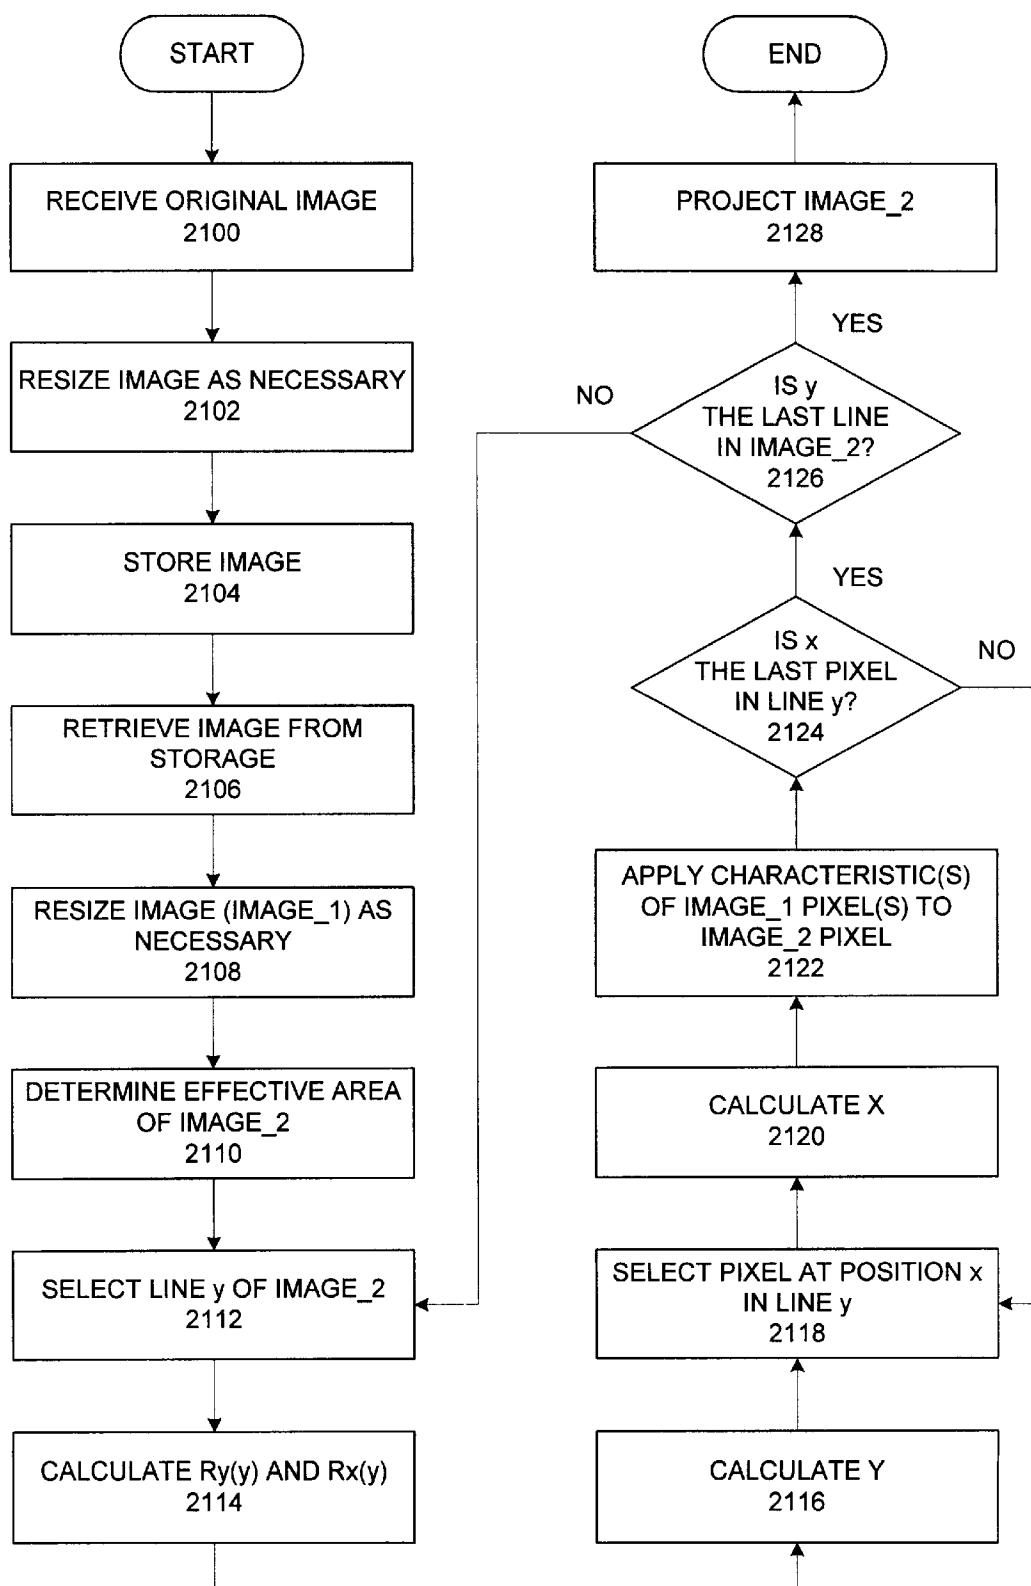 START
RECEIVE ORIGINAL IMAGE
2100
RESIZE IMAGE AS NECESSARY
2102
STORE IMAGE
2104
RETRIEVE IMAGE FROM
STORAGE
2106
RESIZE IMAGE (IMAGE_1) AS
NECESSARY
2108
DETERMINE EFFECTIVE AREA
OF IMAGE_2
2110
SELECT LINE y OF IMAGE_2
2112
CALCULATE Ry(y) AND Rx(y)
2114
CALCULATE Y
2116
SELECT PIXEL AT POSITION x
IN LINE y
2118
CALCULATE X
2120
APPLY CHARACTERISTIC(S)
OF IMAGE_1 PIXEL(S) TO
IMAGE_2 PIXEL
2122
IS x
THE LAST PIXEL
IN LINE y?
2124
NO
YES
IS y
THE LAST LINE
IN IMAGE_2?
2126
NO
YES
PROJECT IMAGE_2
2128
END